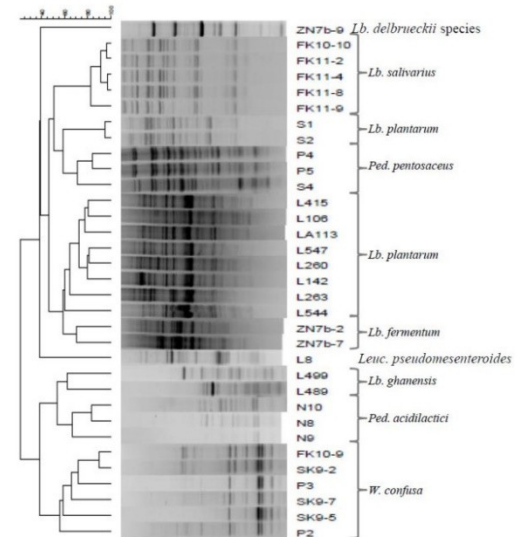 ZN7b-9 Lb. delbrueckii species
FK10-10
FK11-2
FK11-4 Lb. salivarius
FK11-8
FK11-9
S1
Lb. plantarum
S2
P4
P5 Ped. pentosaceus
S4
L415
L106
LA113
L547 Lb. plantarum
L260
L142
L263
L544
ZN7b-2
Lb. fermentum
ZN7b-7
L8 Leuc. pseudomesenteroides
L499
Lb. ghanensis
L489
N10
N8 Ped. acidilactici
N9
FK10-9
SK9-2
P3 W. confusa
SK9-7
SK9-5
P2